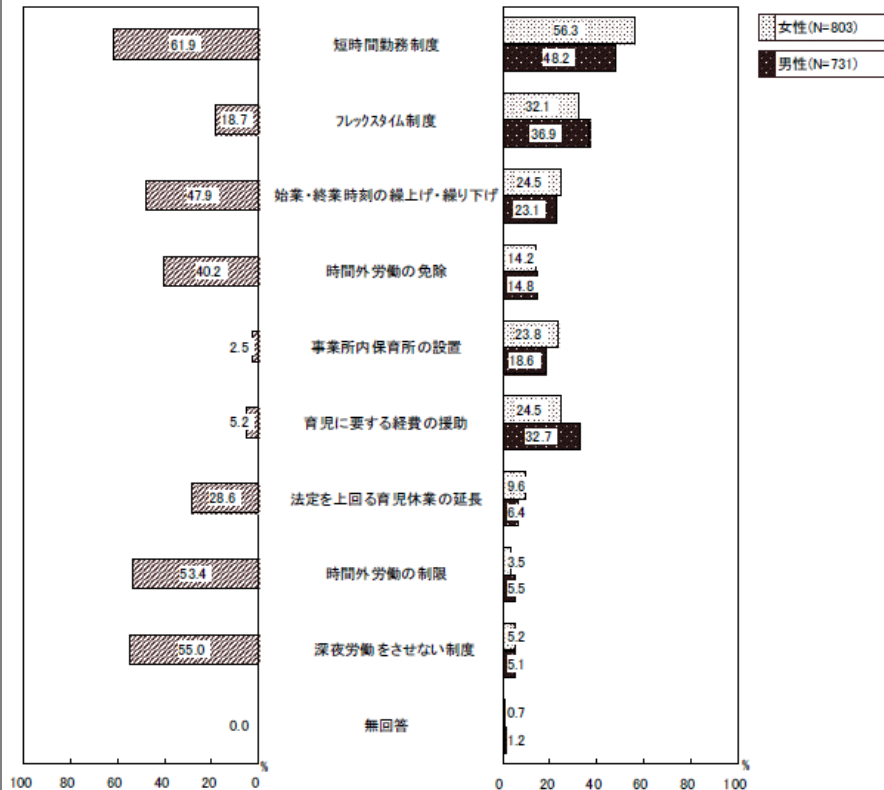 女性(N=803)
男性(N=731)
61.9 短時間勤務制度 56.3
48.2
18.7 フレックスタイム制度 32.1
36.9
47.9 始業・終業時刻の繰上げ・繰り下げ 24.5
23.1
40.2 時間外労働の免除 14.2
14.8
2.5 事業所内保育所の設置 23.8
18.6
5.2 育児に要する経費の援助 24.5
32.7
28.6 法定を上回る育児休業の延長 9.6
6.4
53.4 時間外労働の制限 3.5
5.5
55.0 深夜労働をさせない制度 5.2
5.1
0.0 無回答 0.7
1.2
% %
100 80 60 40 20 0 0 20 40 60 80 100